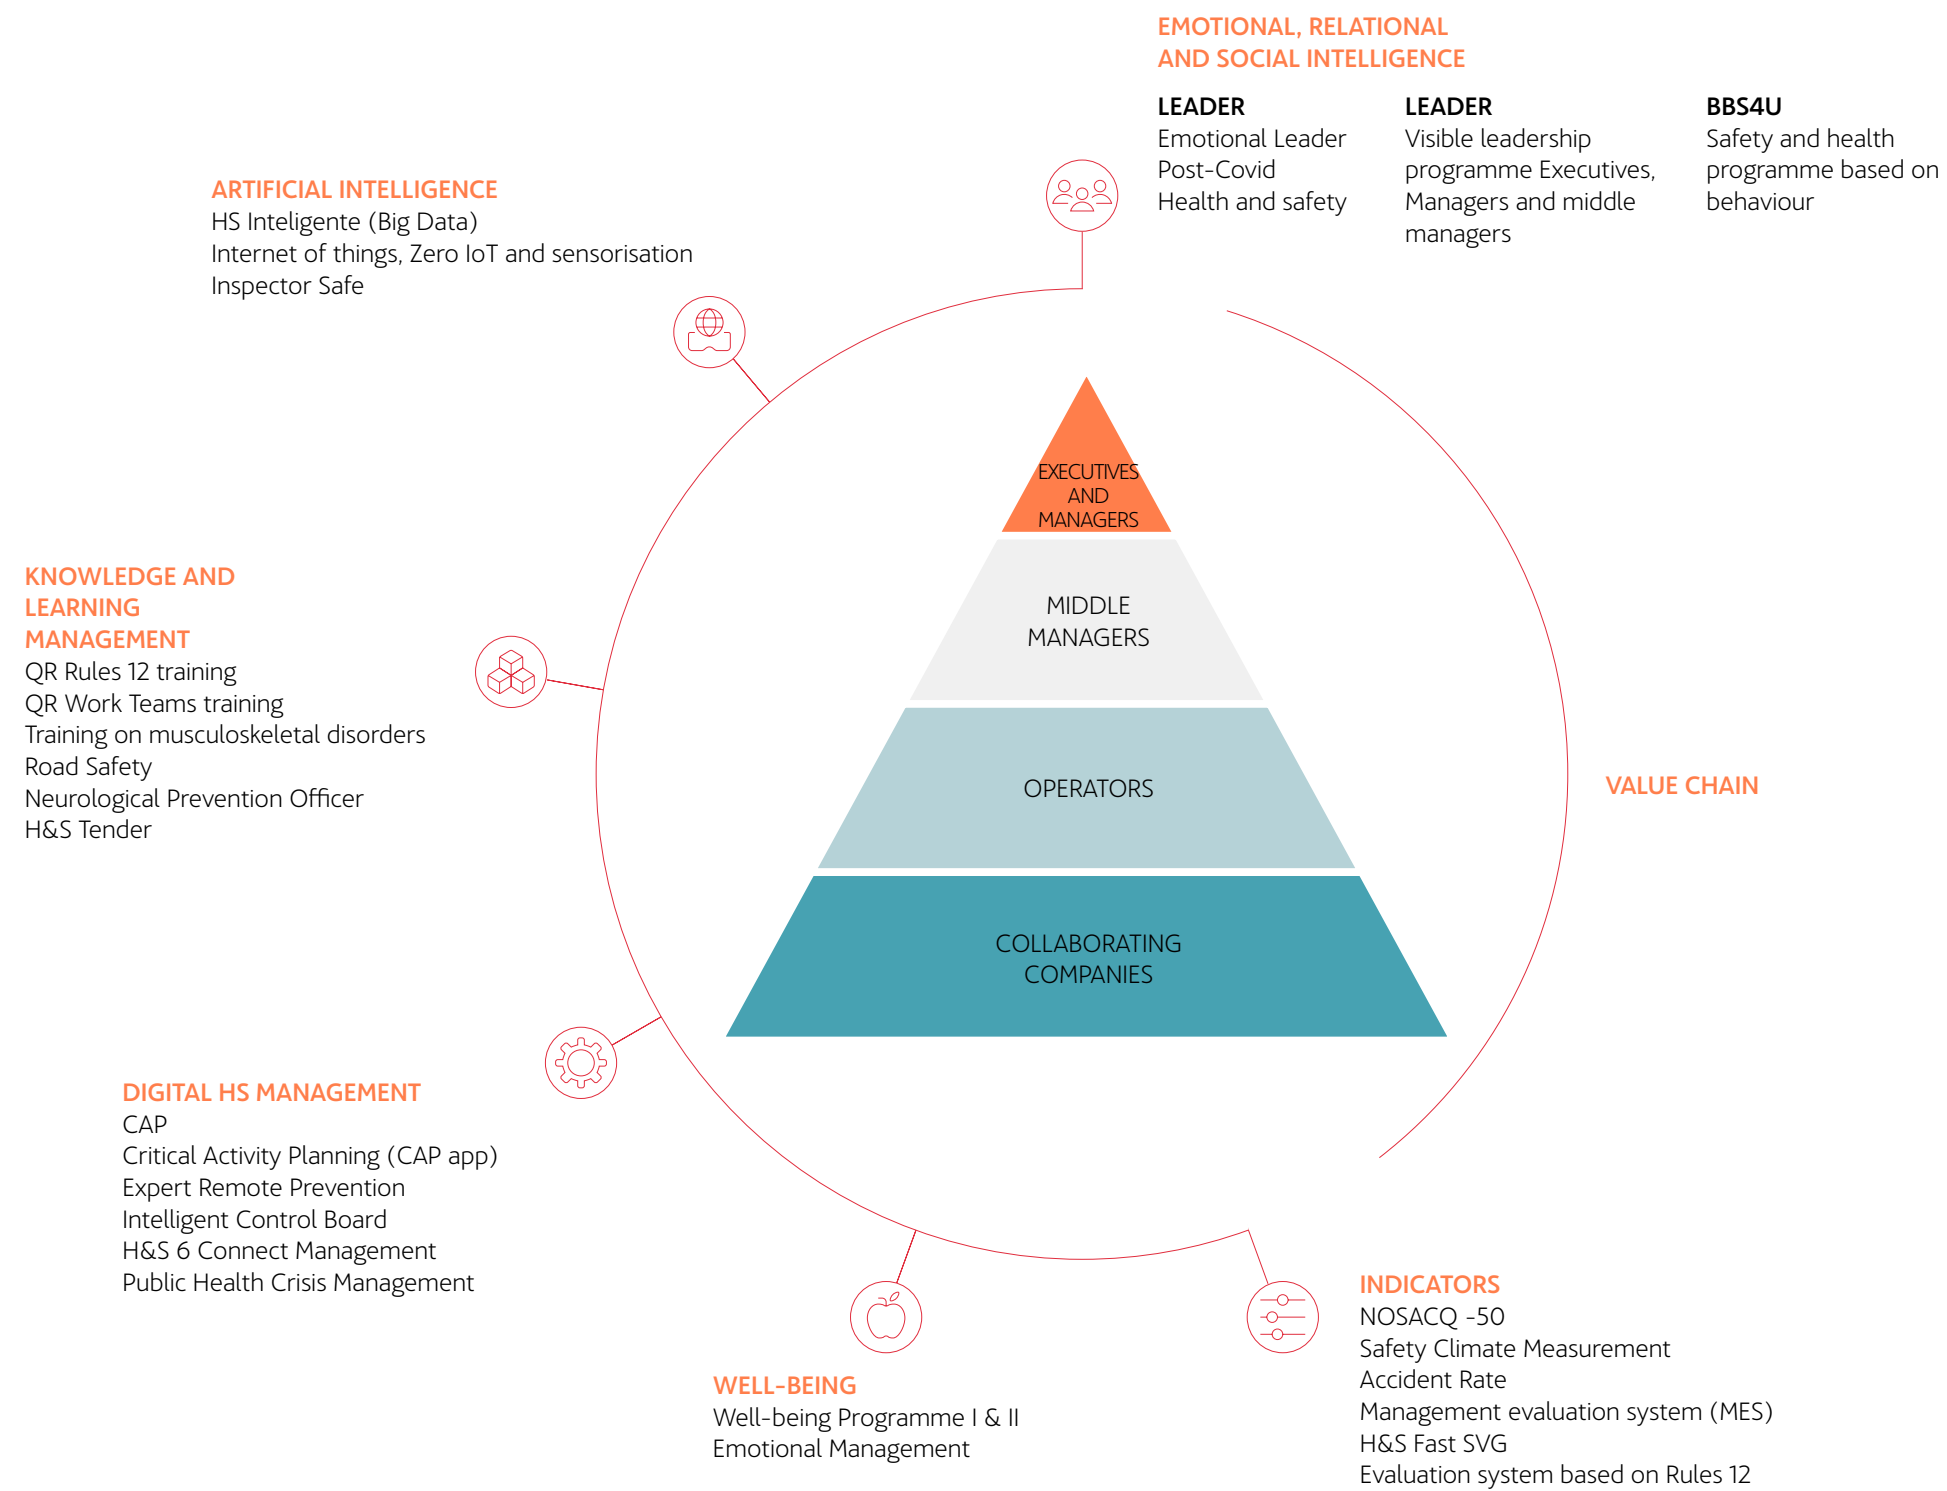 EMOTIONAL, RELATIONAL
AND SOCIAL INTELLIGENCE
LEADER
Emotional Leader
Post-Covid
Health and safety
LEADER
Visible leadership
programme Executives,
Managers and middle
managers
BBS4U
Safety and health
programme based on
behaviour
ARTIFICIAL INTELLIGENCE
HS Inteligente (Big Data)
Internet of things, Zero IoT and sensorisation
Inspector Safe
EXECUTIVES
AND
MANAGERS
MIDDLE
MANAGERS
OPERATORS
COLLABORATING
COMPANIES
KNOWLEDGE AND
LEARNING
MANAGEMENT
QR Rules 12 training
QR Work Teams training
Training on musculoskeletal disorders
Road Safety
Neurological Prevention Officer
H&S Tender
VALUE CHAIN
DIGITAL HS MANAGEMENT
CAP
Critical Activity Planning (CAP app)
Expert Remote Prevention
Intelligent Control Board
H&S 6 Connect Management
Public Health Crisis Management
WELL-BEING
Well-being Programme I & II
Emotional Management
INDICATORS
NOSACQ -50
Safety Climate Measurement
Accident Rate
Management evaluation system (MES)
H&S Fast SVG
Evaluation system based on Rules 12